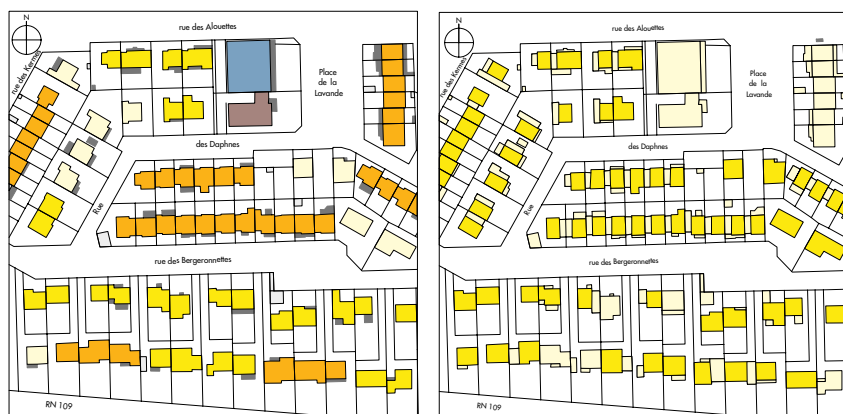 N
rue des Alouettes
rue des Kermes
Place
de la
Lavande
des Daphnes
Rue
rue des Bergeronnettes
RN 109
N
rue des Alouettes
rue des Kermes
Place
de la
Lavande
des Daphnes
Rue
rue des Bergeronnettes
RN 109